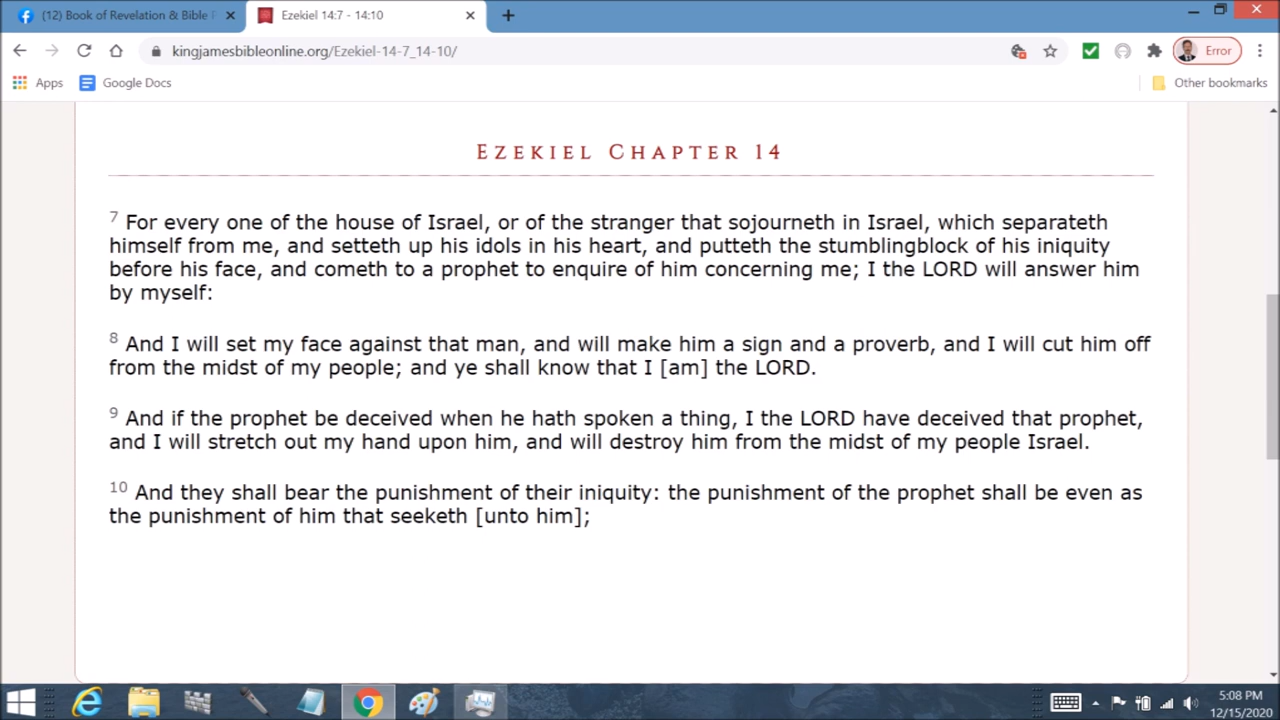 (12) Book of Revelation & Bible P
Ezekiel 14:7 - 14:10
kingjamesbibleonline.org/Ezekiel-14-7_14-10/
Error
Apps
Google Docs
Other bookmarks
EZEKIEL CHAPTER 14
7 For every one of the house of Israel, or of the stranger that sojourneth in Israel, which separateth
himself from me, and setteth up his idols in his heart, and putteth the stumblingblock of his iniquity
before his face, and cometh to a prophet to enquire of him concerning me; I the LORD will answer him
by myself:
8 And I will set my face against that man, and will make him a sign and a proverb, and I will cut him off
from the midst of my people; and ye shall know that I [am] the LORD.
9 And if the prophet be deceived when he hath spoken a thing, I the LORD have deceived that prophet,
and I will stretch out my hand upon him, and will destroy him from the midst of my people Israel.
10 And they shall bear the punishment of their iniquity: the punishment of the prophet shall be even as
the punishment of him that seeketh [unto him];
5:08 PM
12/15/2020